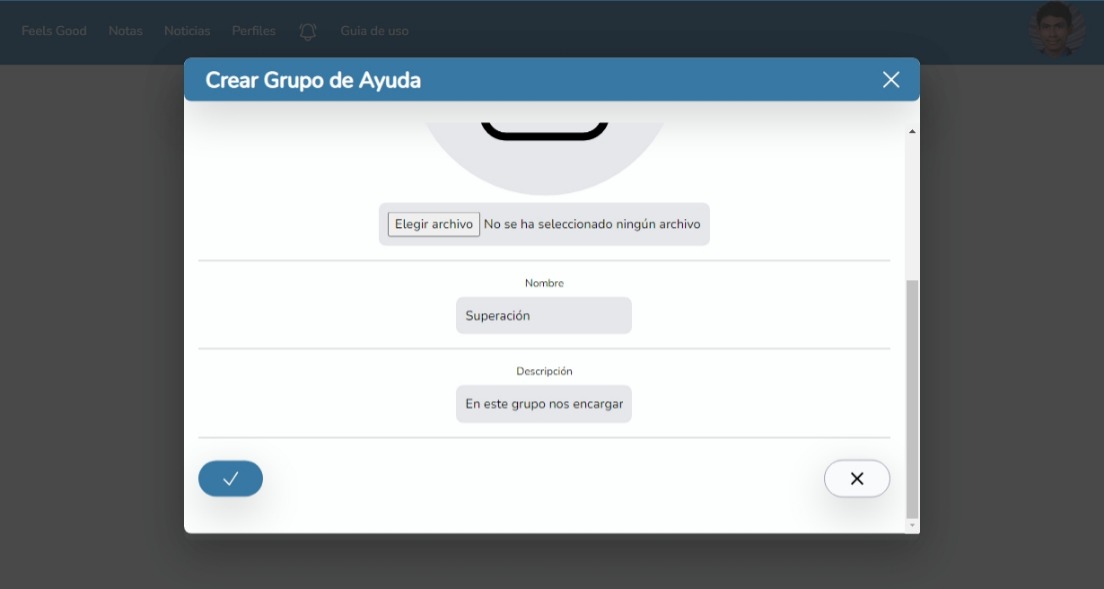 Feels Good Notas Noticias Perfiles Guia de uso
Crear Grupo de Ayuda
Elegir archivo No se ha seleccionado ningún archivo
Nombre
Superación
Descripción
En este grupo nos encargar